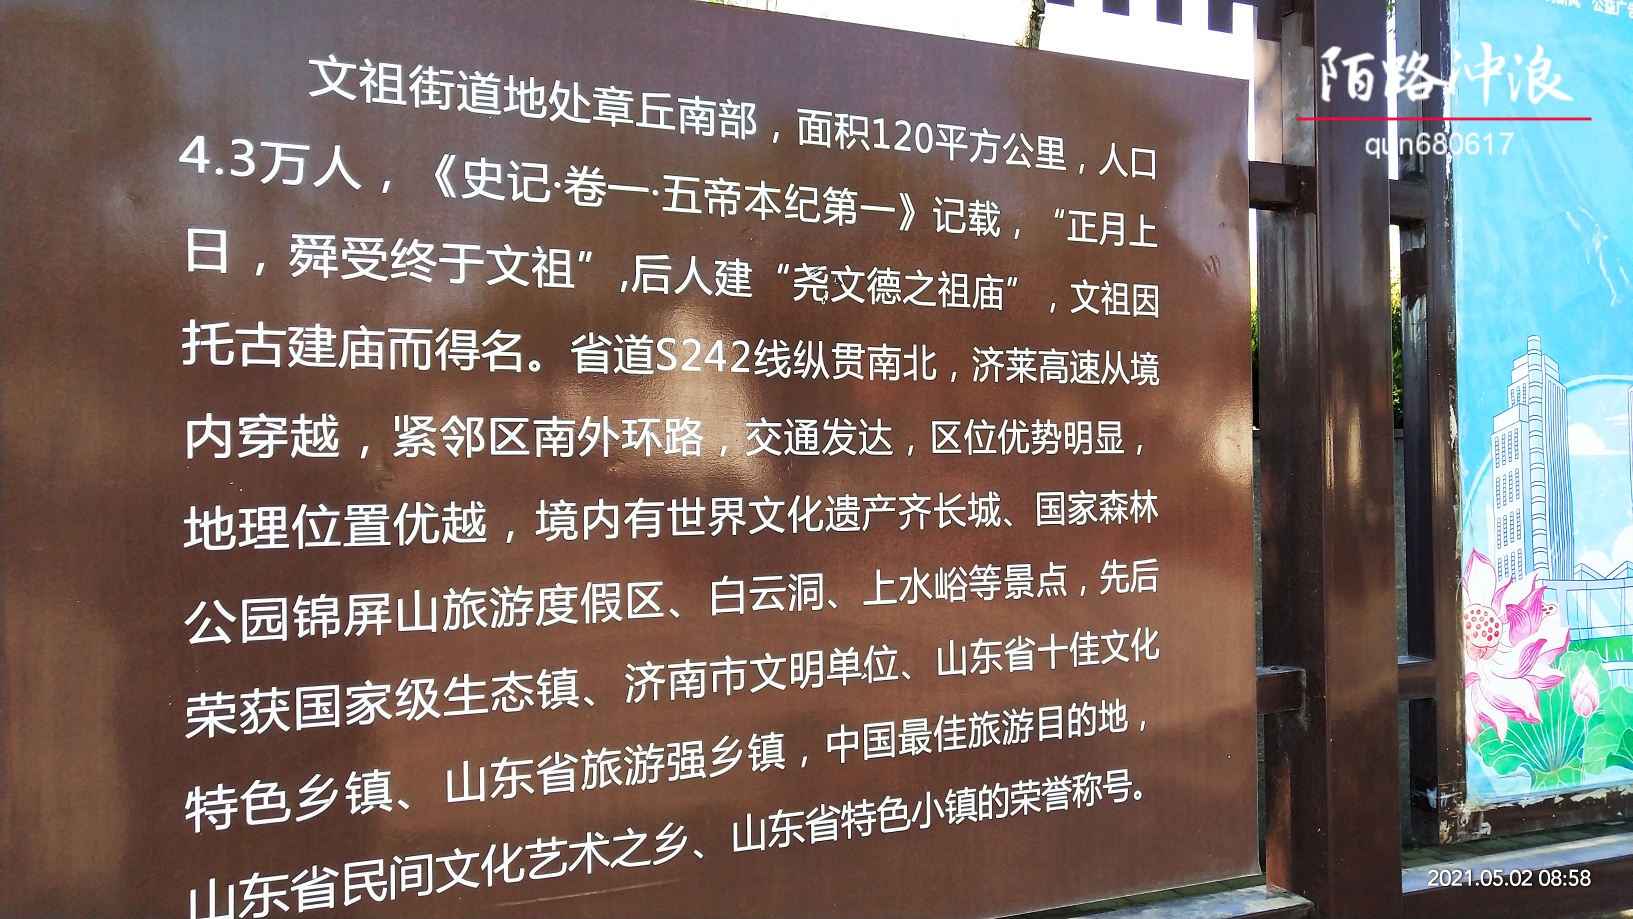 文祖街道地处章丘南部，面积120平方公里，人口
4.3万人，《史记·卷一·五帝本纪第一》记载，“正月上
日，舜受终于文祖”,后人建“尧文德之祖庙”，文祖因
托古建庙而得名。省道S242线纵贯南北，济莱高速从境
内穿越，紧邻区南外环路，交通发达，区位优势明显，
地理位置优越，境内有世界文化遗产齐长城、国家森林
公园锦屏山旅游度假区、白云洞、上水峪等景点，先后
荣获国家级生态镇、济南市文明单位、山东省十佳文化
特色乡镇、山东省旅游强乡镇，中国最佳旅游目的地，
山东省民间文化艺术之乡、山东省特色小镇的荣誉称号。
公益广告
陌路冲浪
qun680617
2021.05.02 08:58